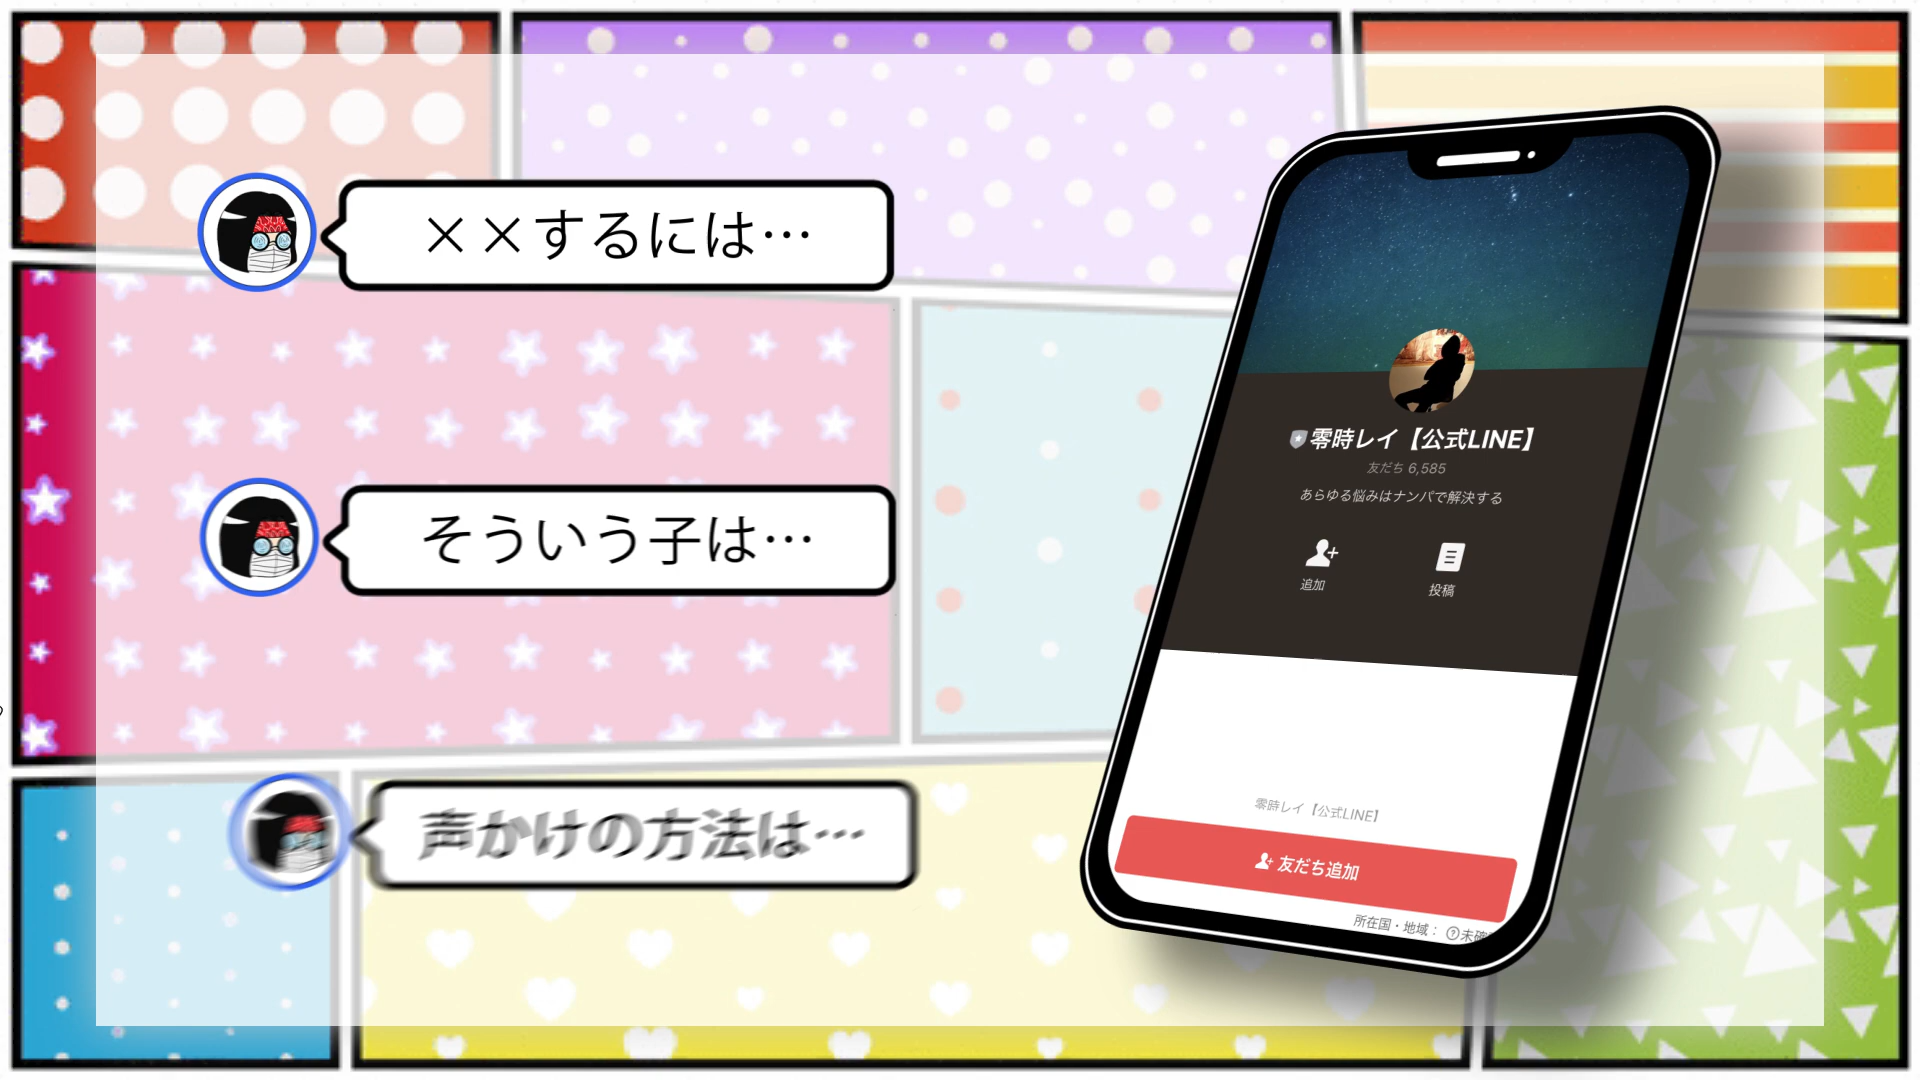 ××するには…
そういう子は…
声かけの方法は…
零時レイ【公式LINE】
友だち 6,585
あらゆる悩みはナンパで解決する
追加
投稿
零時レイ【公式LINE】
友だち追加
所在国・地域： ?未確